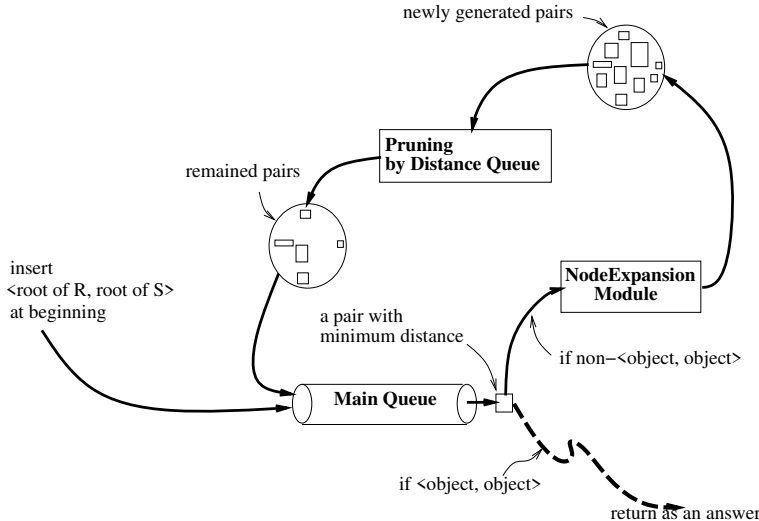 newly generated pairs
Pruning
by Distance Queue
remained pairs
insert
<root of R, root of S>
at beginning
NodeExpansion
Module
a pair with
minimum distance
if non-<object, object>
Main Queue
if <object, object>
return as an answer